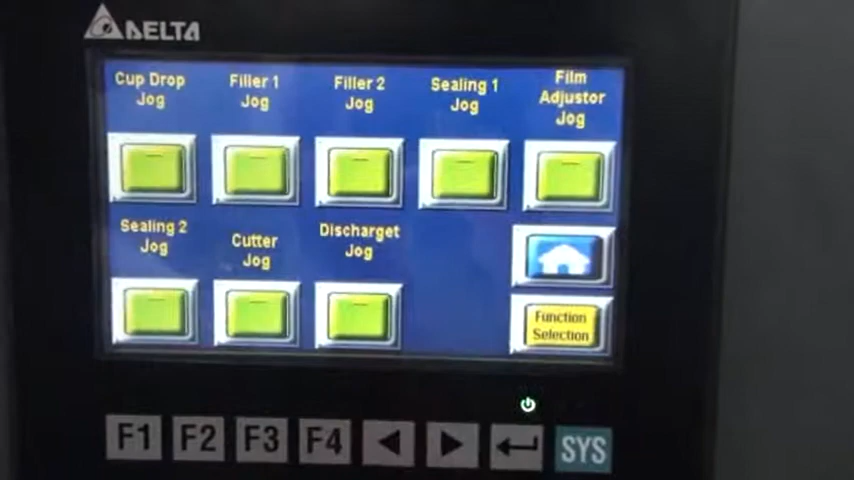 DELTA
Cup Drop
Jog
Filler 1
Jog
Filler 2
Jog
Sealing 1
Jog
Film
Adjustor
Jog
Sealing 2
Jog
Cutter
Jog
Discharget
Jog
Function
Selection
F1
F2
F3
F4
SYS